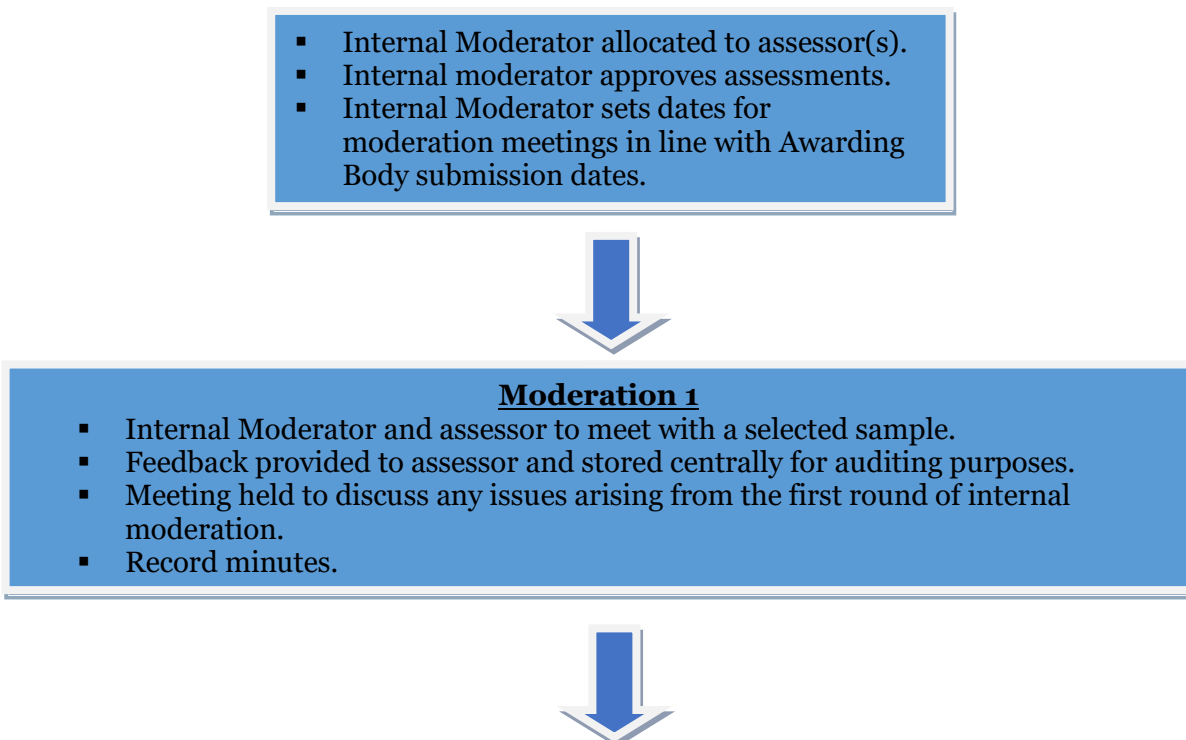 ▪ Internal Moderator allocated to assessor(s).
▪ Internal moderator approves assessments.
▪ Internal Moderator sets dates for
moderation meetings in line with Awarding
Body submission dates.
Moderation 1
▪ Internal Moderator and assessor to meet with a selected sample.
▪ Feedback provided to assessor and stored centrally for auditing purposes.
▪ Meeting held to discuss any issues arising from the first round of internal
moderation.
▪ Record minutes.